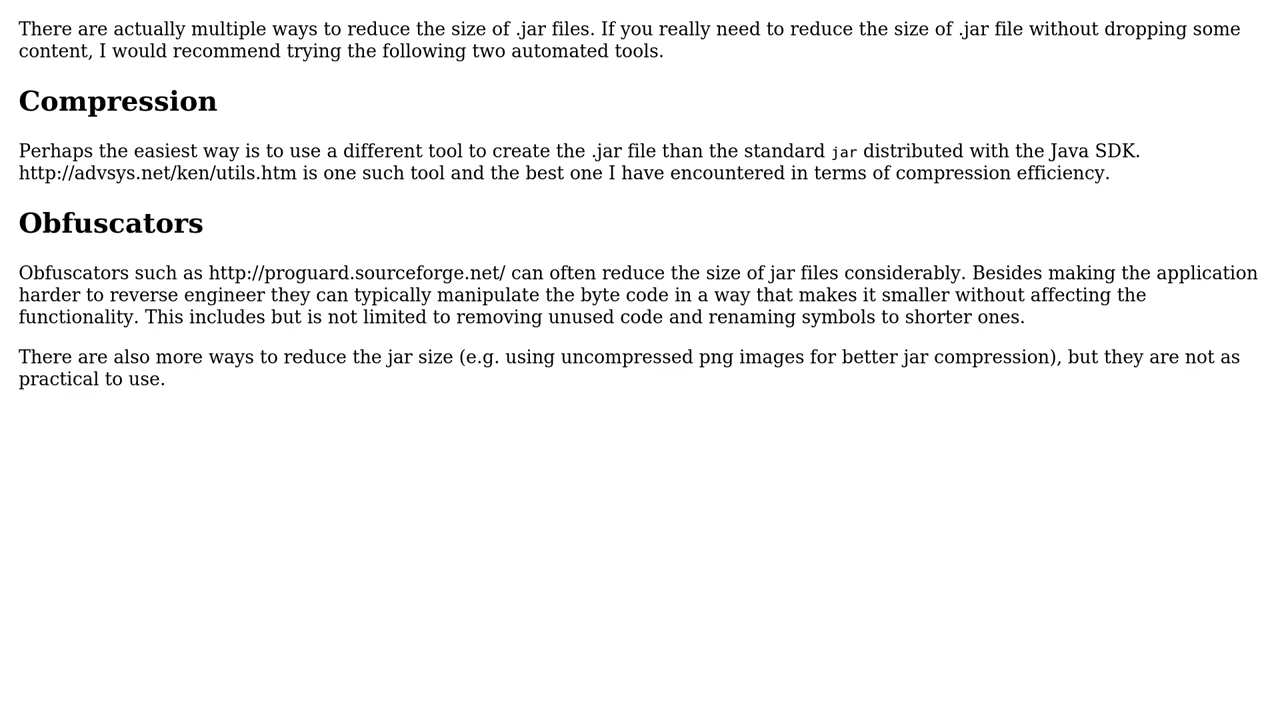 There are actually multiple ways to reduce the size of .jar files. If you really need to reduce the size of .jar file without dropping some
content, I would recommend trying the following two automated tools.
Compression
Perhaps the easiest way is to use a different tool to create the .jar file than the standard jar distributed with the Java SDK.
http://advsys.net/ken/utils.htm is one such tool and the best one I have encountered in terms of compression efficiency.
Obfuscators
Obfuscators such as http://proguard.sourceforge.net/ can often reduce the size of jar files considerably. Besides making the application
harder to reverse engineer they can typically manipulate the byte code in a way that makes it smaller without affecting the
functionality. This includes but is not limited to removing unused code and renaming symbols to shorter ones.
There are also more ways to reduce the jar size (e.g. using uncompressed png images for better jar compression), but they are not as
practical to use.